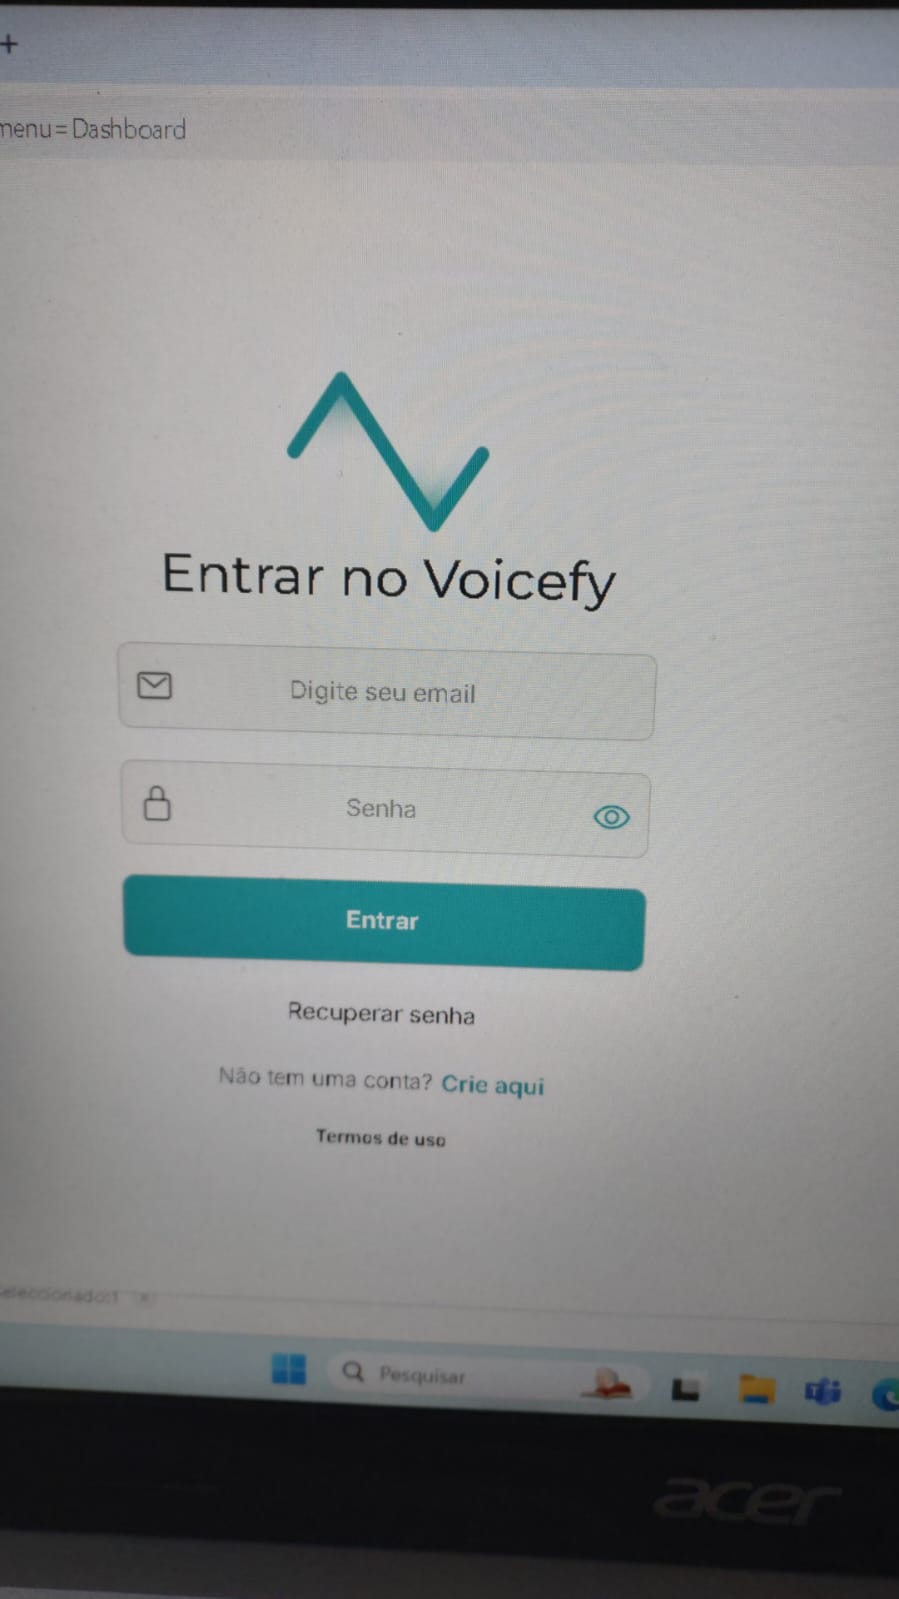 menu=Dashboard
Entrar no Voicefy
Digite seu email
Senha
Entrar
Recuperar senha
Não tem uma conta? Crie aqui
Termos de uso
Pesquisar
acer